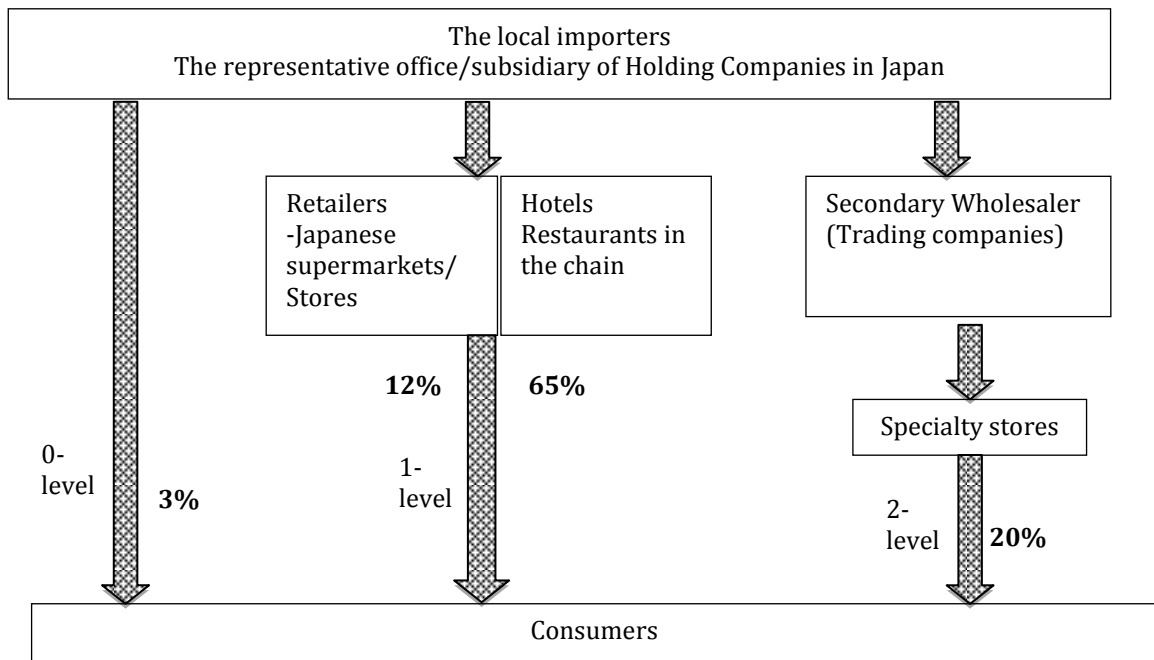 The local importers
The representative office/subsidiary of Holding Companies in Japan
Retailers
-Japanese
supermarkets/
Stores
Hotels
Restaurants in
the chain
Secondary Wholesaler
(Trading companies)
12%
65%
Specialty stores
0-
level
3%
1-
level
2-
level
20%
Consumers